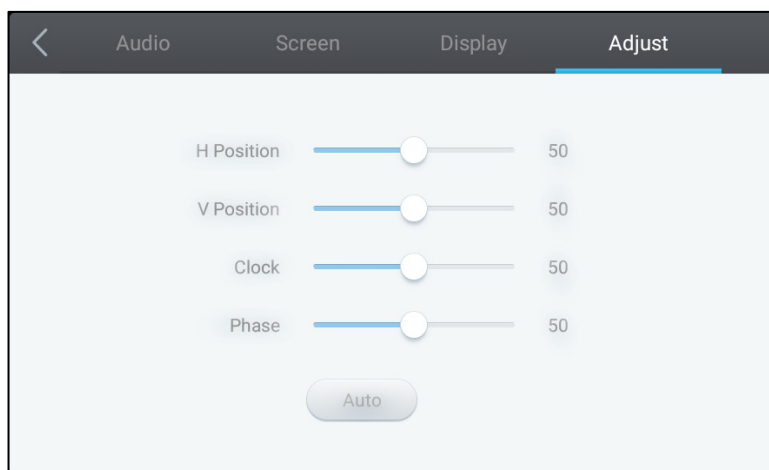 Audio Screen Display Adjust
H Position 50
V Position 50
Clock 50
Phase 50
Auto